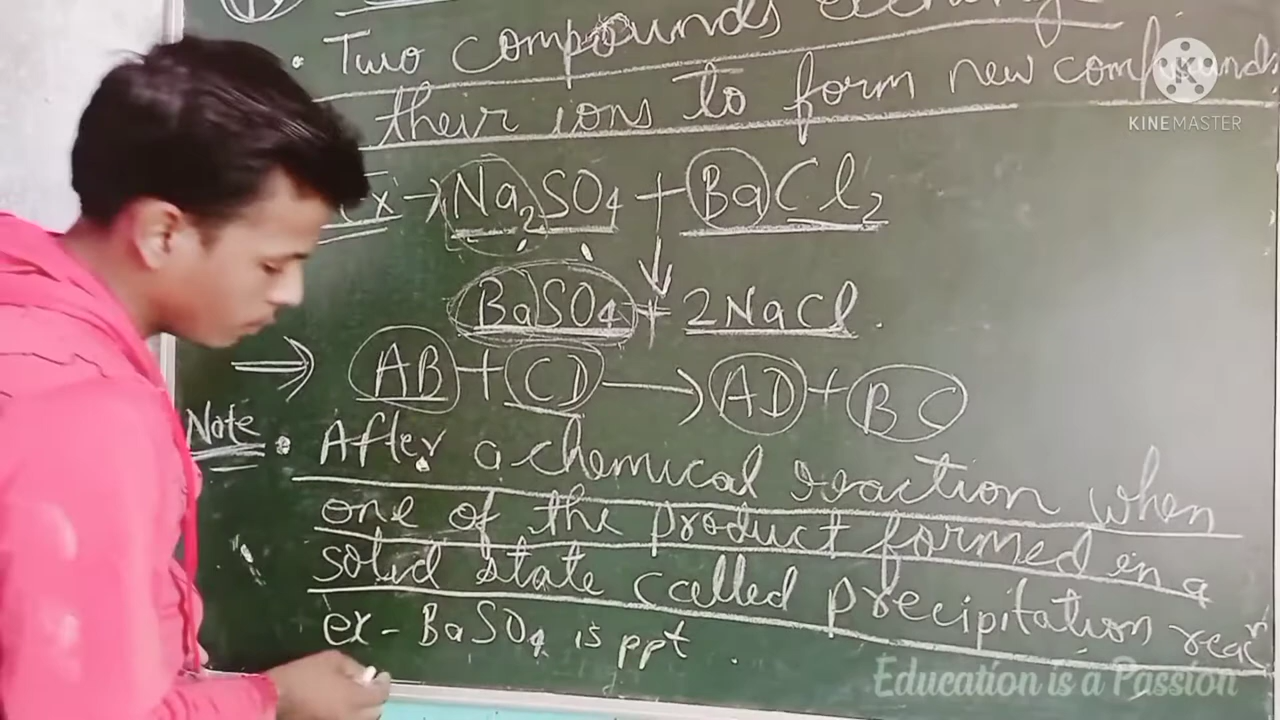 • Two compounds
their ions to form new compounds
Ex → Na₂SO₄ + BaCl₂
↓
BaSO₄ + 2NaCl.
⇒ AB + CD → AD + BC
Note • After a chemical reaction when
one of the product formed in a
solid state called precipitation reacⁿ
ex - BaSO₄ is ppt .
KINEMASTER
Education is a Passion